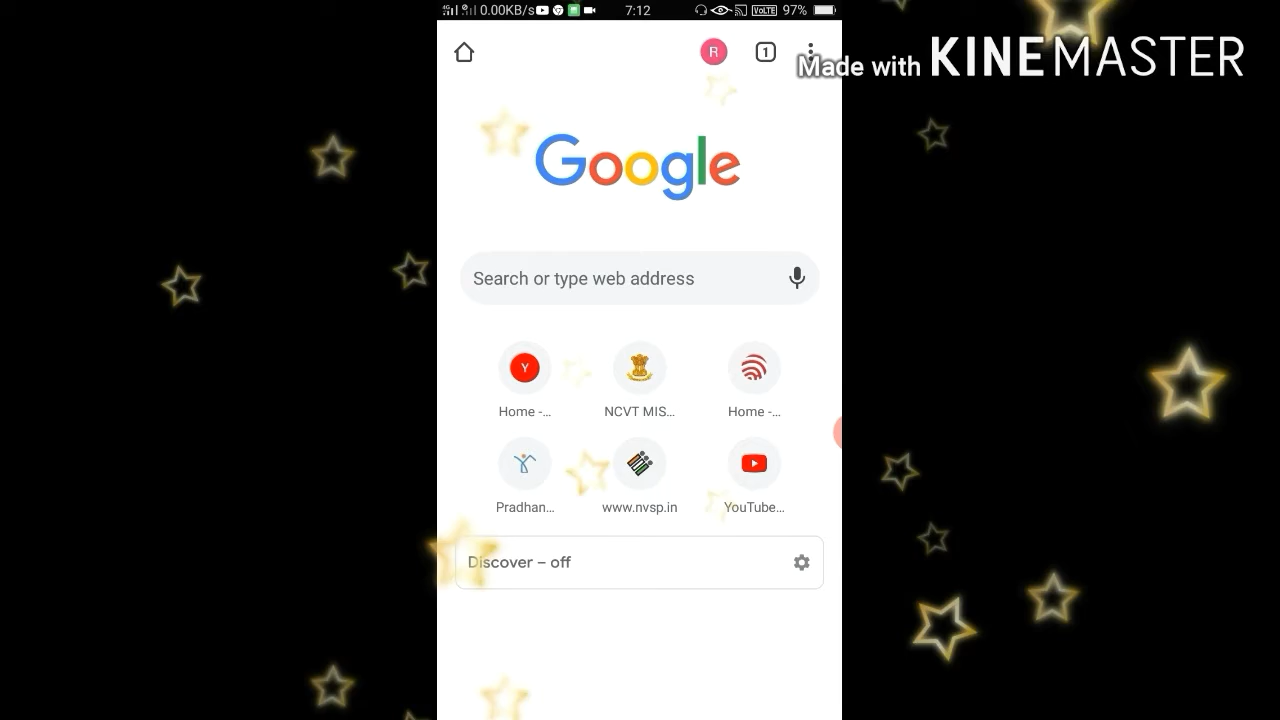 0.00KB/s 7:12 VoLTE 97%
R 1
Made with KINEMASTER
Google
Search or type web address
Y
Home -... NCVT MIS... Home -...
Pradhan... www.nvsp.in YouTube...
Discover – off